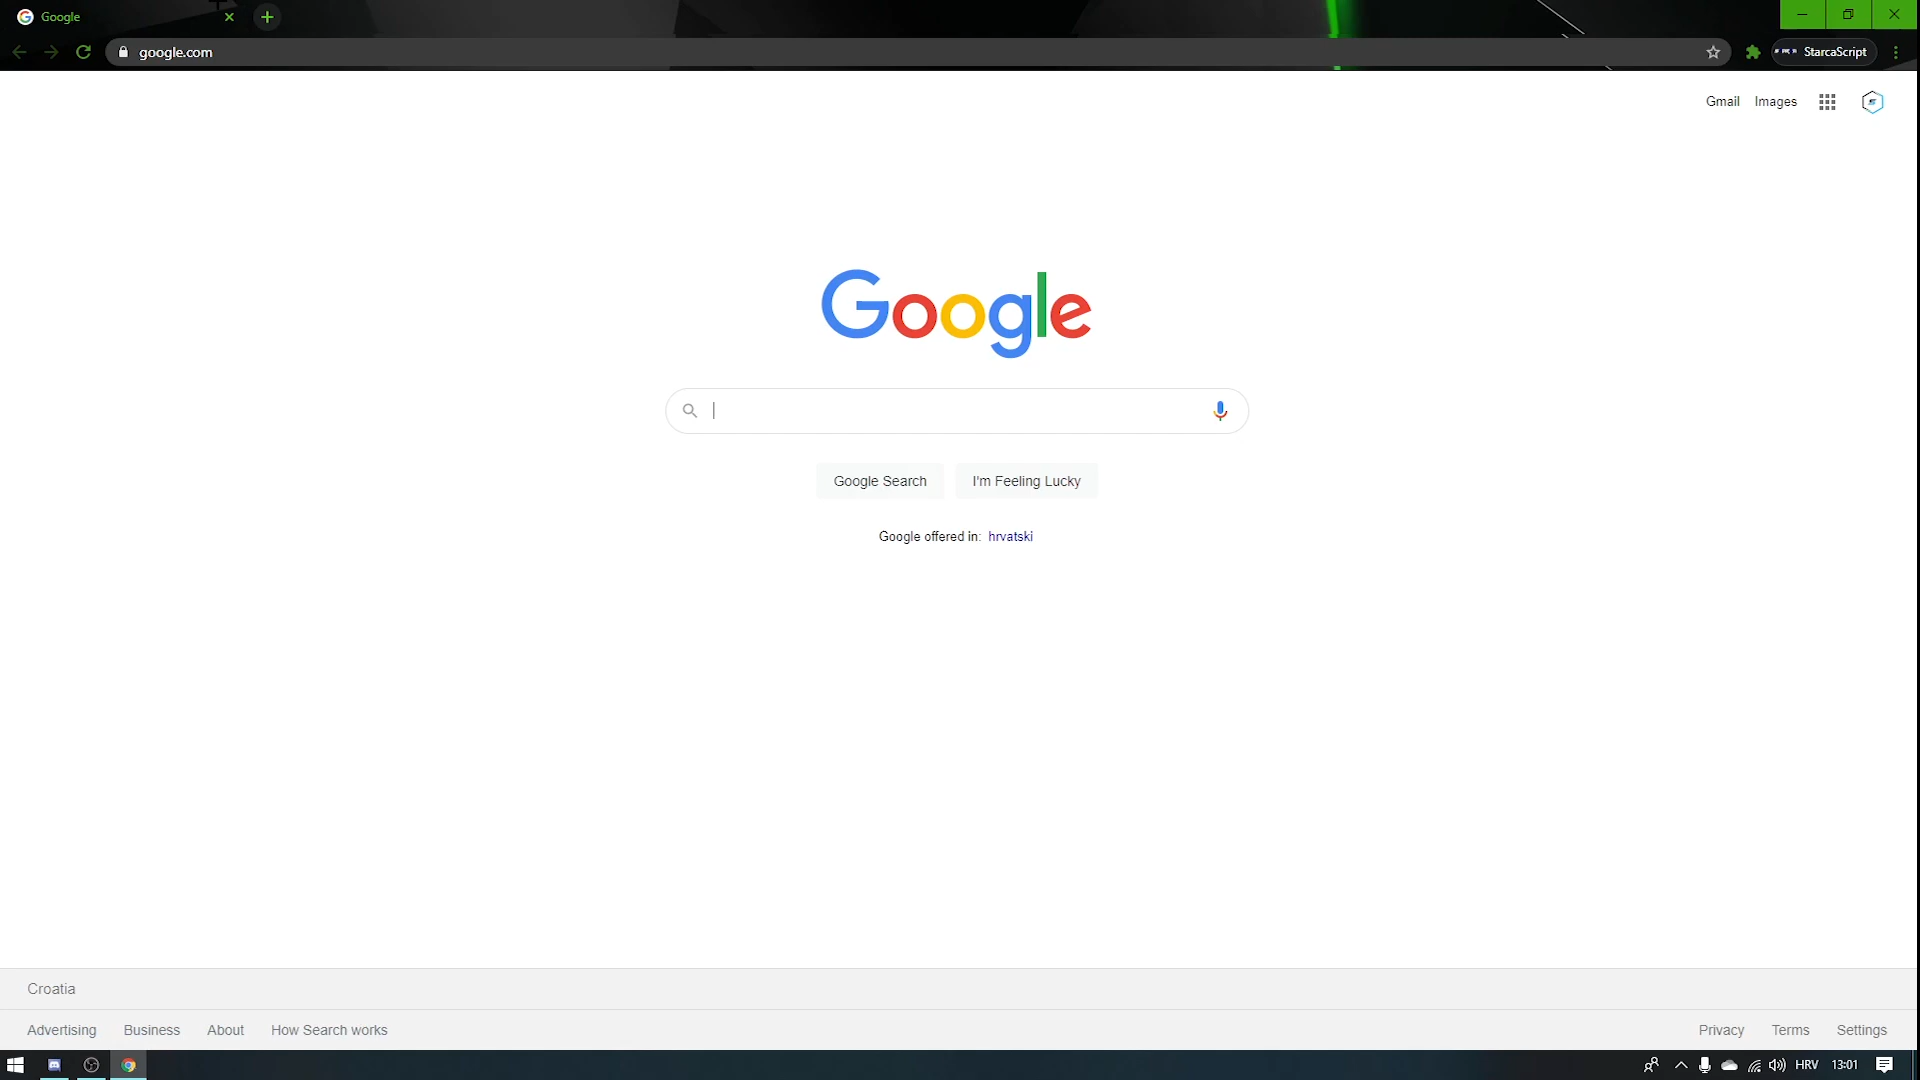 Google
google.com
StarcaScript
Gmail Images
Google
Google Search I'm Feeling Lucky
Google offered in: hrvatski
Croatia
Advertising Business About How Search works Privacy Terms Settings
HRV 13:01